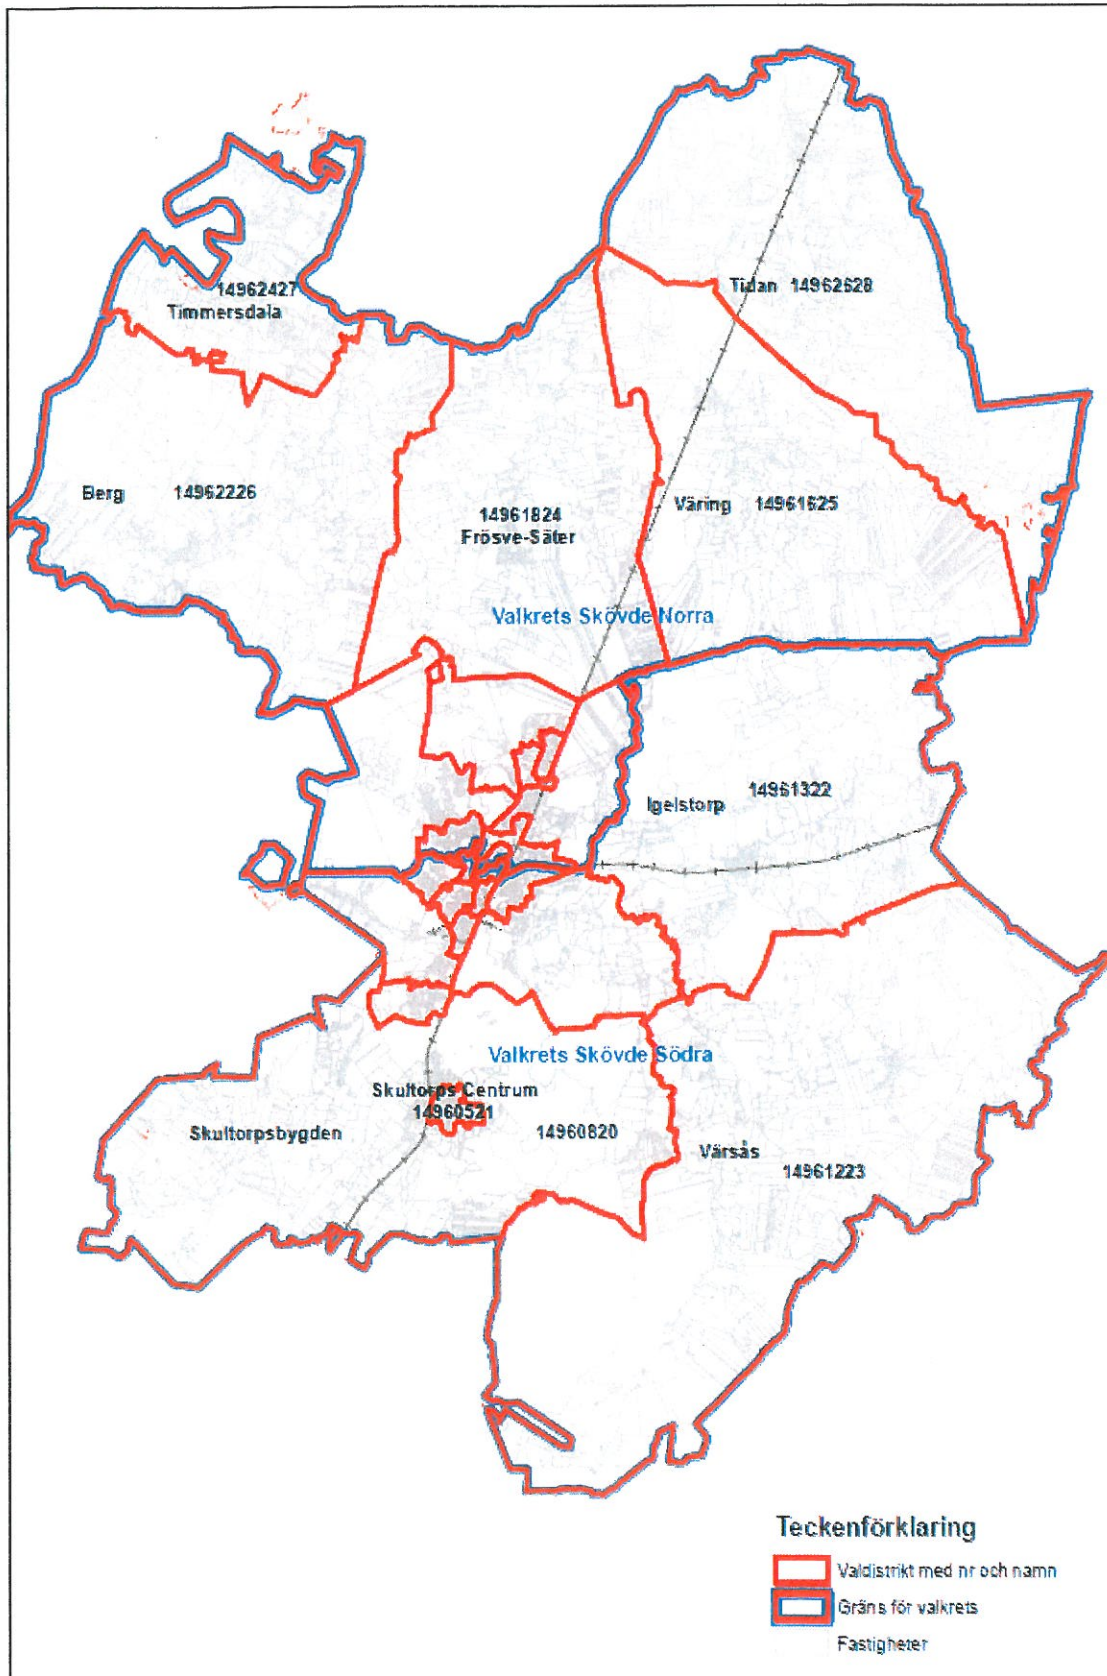 Tidan 14962628
14962427
Timmersdala
Berg 14962226
14961824
Frösve-Säter
Väring 14961625
Valkrets Skövde Norra
14961322
Igelstorp
Valkrets Skövde Södra
Skultorps Centrum
14960521
Skultorpsbygden 14960820
Värsås
14961223
Teckenförklaring
Valdistrikt med nr och namn
Gräns för valkrets
Fastigheter